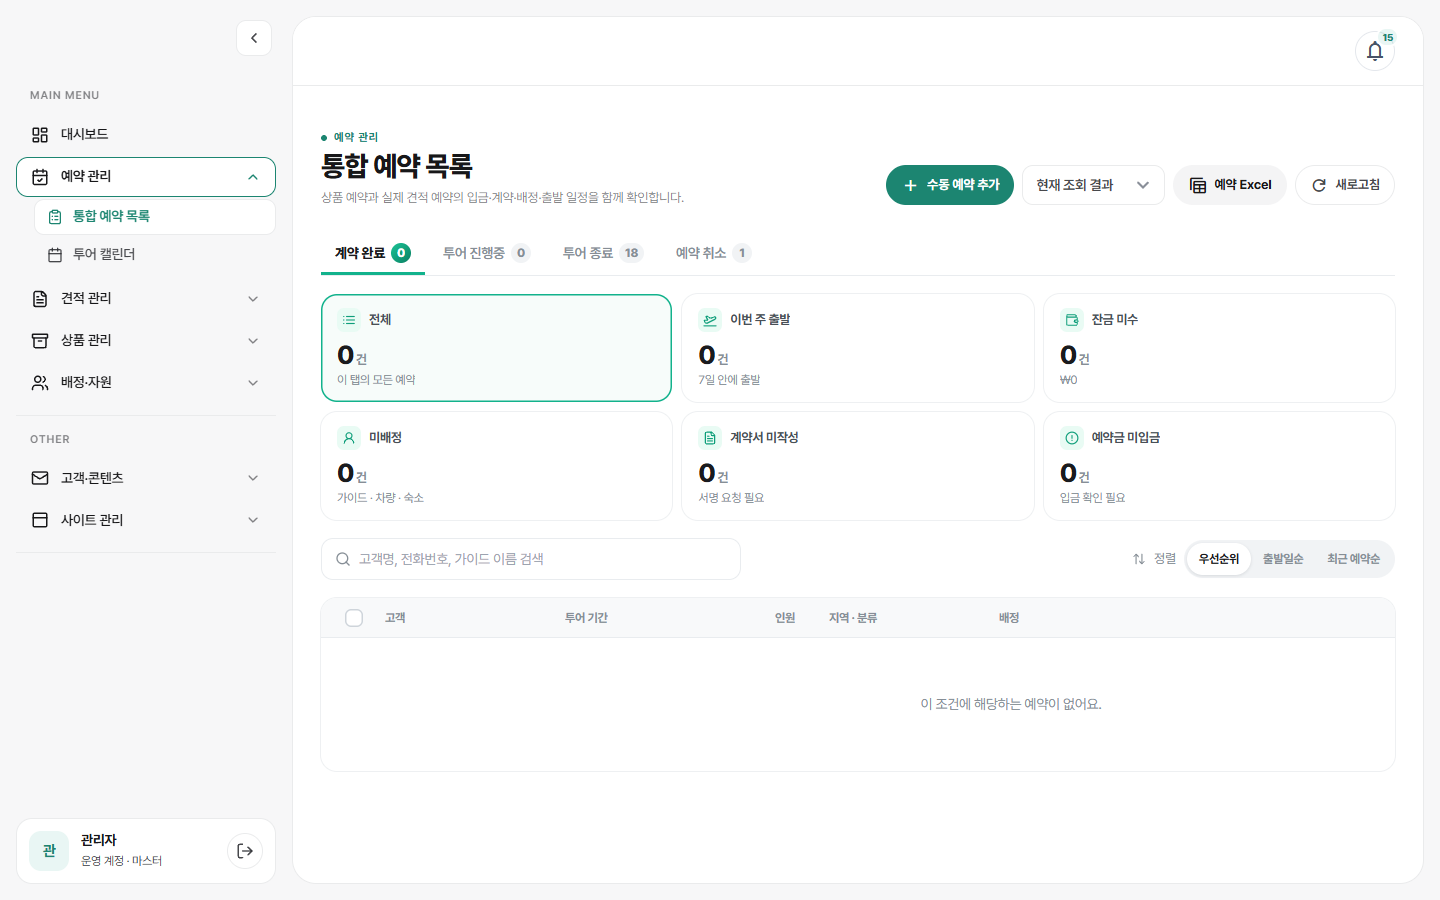 MAIN MENU
대시보드
예약 관리
통합 예약 목록
투어 캘린더
견적 관리
상품 관리
배정·자원
OTHER
고객·콘텐츠
사이트 관리
관
관리자
운영 계정 · 마스터
15
예약 관리
통합 예약 목록
상품 예약과 실제 견적 예약의 입금·계약·배정·출발 일정을 함께 확인합니다.
수동 예약 추가
현재 조회 결과
예약 Excel
새로고침
계약 완료 0
투어 진행중 0
투어 종료 18
예약 취소 1
전체
0건
이 탭의 모든 예약
이번 주 출발
0건
7일 안에 출발
잔금 미수
0건
₩0
미배정
0건
가이드 · 차량 · 숙소
계약서 미작성
0건
서명 요청 필요
예약금 미입금
0건
입금 확인 필요
고객명, 전화번호, 가이드 이름 검색
정렬
우선순위
출발일순
최근 예약순
고객 투어 기간 인원 지역 · 분류 배정
이 조건에 해당하는 예약이 없어요.